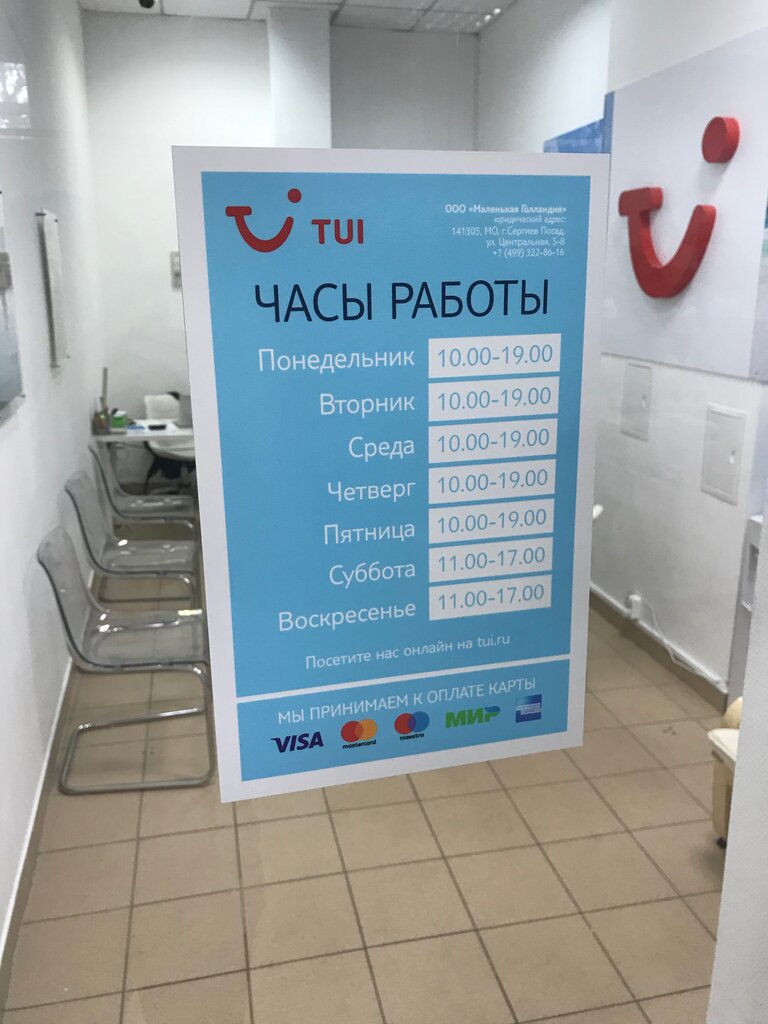 TUI
ООО «Маленькая Голландия»
юридический адрес:
141305, МО, г.Сергиев Посад,
ул. Центральная, 5-8
+7 (499) 322-86-16
ЧАСЫ РАБОТЫ
Понедельник 10.00-19.00
Вторник 10.00-19.00
Среда 10.00-19.00
Четверг 10.00-19.00
Пятница 10.00-19.00
Суббота 11.00-17.00
Воскресенье 11.00-17.00
Посетите нас онлайн на tui.ru
МЫ ПРИНИМАЕМ К ОПЛАТЕ КАРТЫ
VISA mastercard maestro МИР AMERICAN EXPRESS